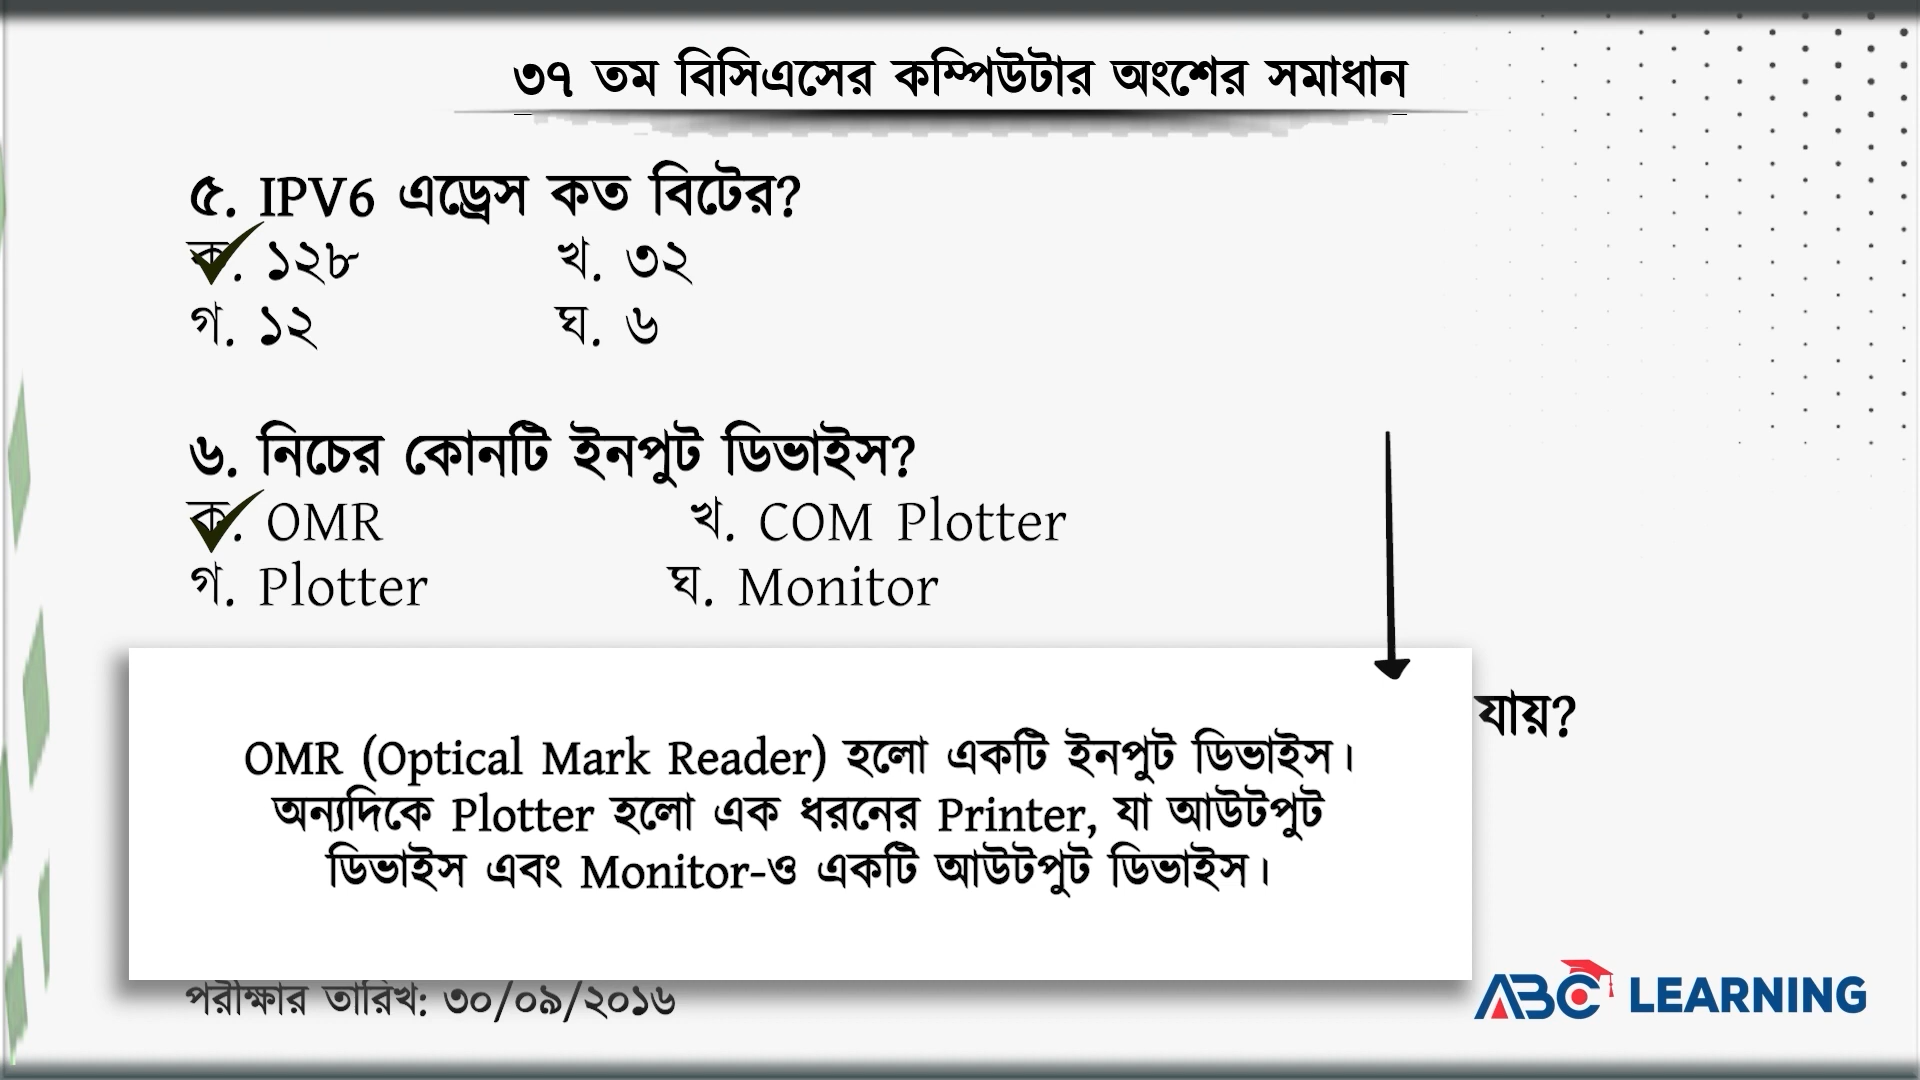 ৩৭ তম বিসিএসের কম্পিউটার অংশের সমাধান
৫. IPV6 এড্রেস কত বিটের?
ক. ১২৮ খ. ৩২
গ. ১২ ঘ. ৬
৬. নিচের কোনটি ইনপুট ডিভাইস?
ক. OMR খ. COM Plotter
গ. Plotter ঘ. Monitor
যায়?
OMR (Optical Mark Reader) হলো একটি ইনপুট ডিভাইস।
অন্যদিকে Plotter হলো এক ধরনের Printer, যা আউটপুট
ডিভাইস এবং Monitor-ও একটি আউটপুট ডিভাইস।
পরীক্ষার তারিখ: ৩০/০৯/২০১৬
ABC LEARNING